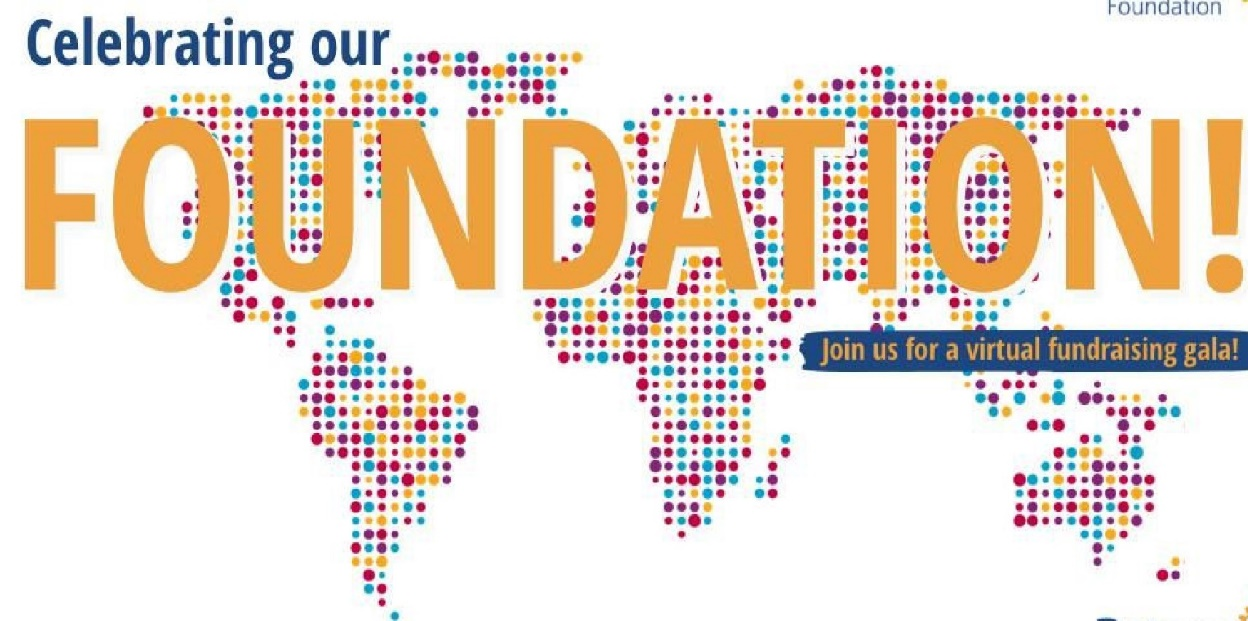 Foundation
Celebrating our
FOUNDATION!
Join us for a virtual fundraising gala!